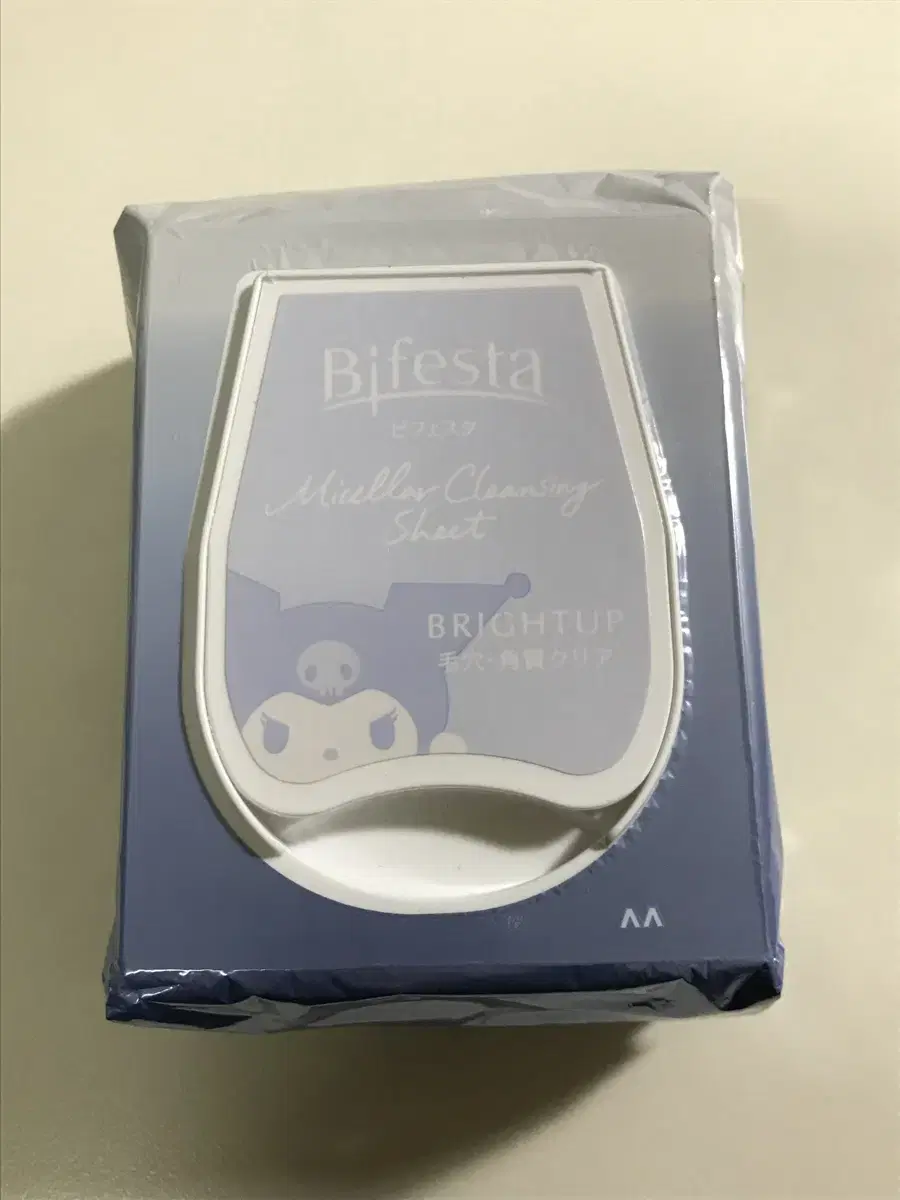 Bifesta
ビフェスタ
Micellar Cleansing
Sheet
BRIGHTUP
毛穴・角質クリア